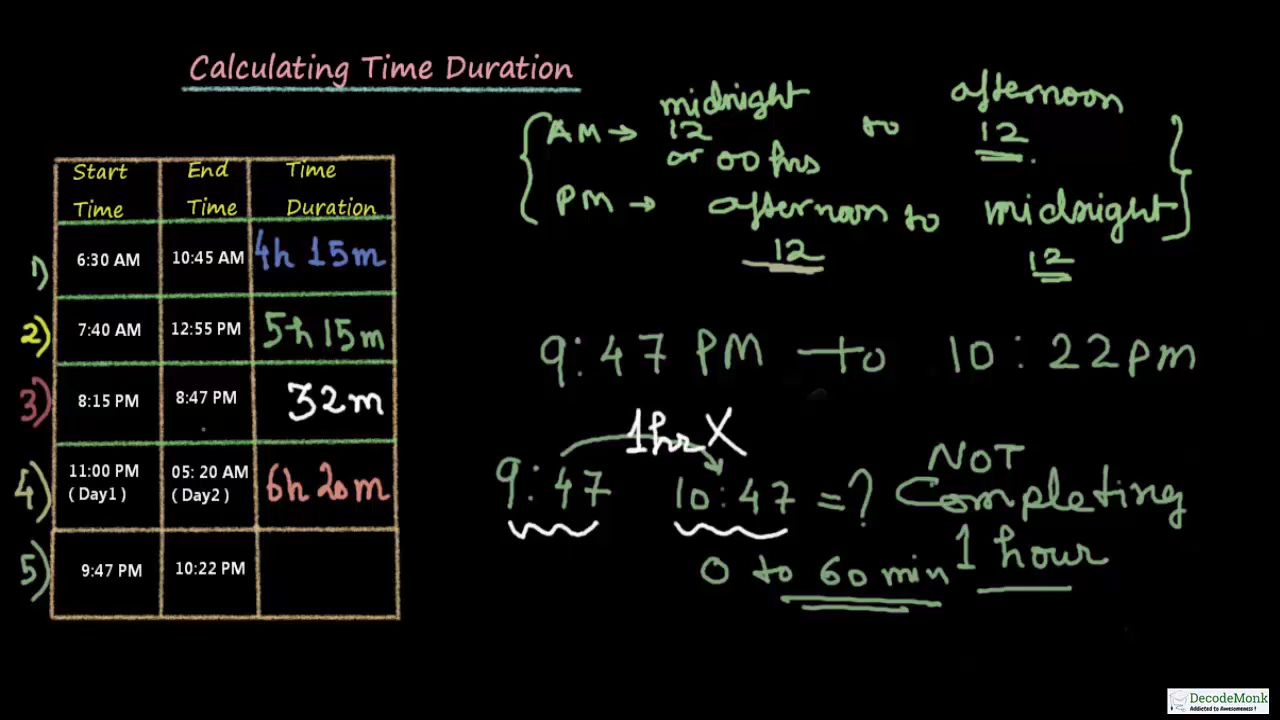 Calculating Time Duration
Start Time | End Time | Time Duration
1) 6:30 AM | 10:45 AM | 4h 15m
2) 7:40 AM | 12:55 PM | 5h 15m
3) 8:15 PM | 8:47 PM | 32m
4) 11:00 PM (Day1) | 05: 20 AM (Day2) | 6h 20m
5) 9:47 PM | 10:22 PM
midnight afternoon
AM → 12 to 12
or 00 hrs
PM → afternoon to midnight
12 12
9:47 PM to 10:22pm
1hr X
9:47 10:47 = ? NOT
Completing
1 hour
0 to 60 min
DecodeMonk
Addicted to Awesomeness !